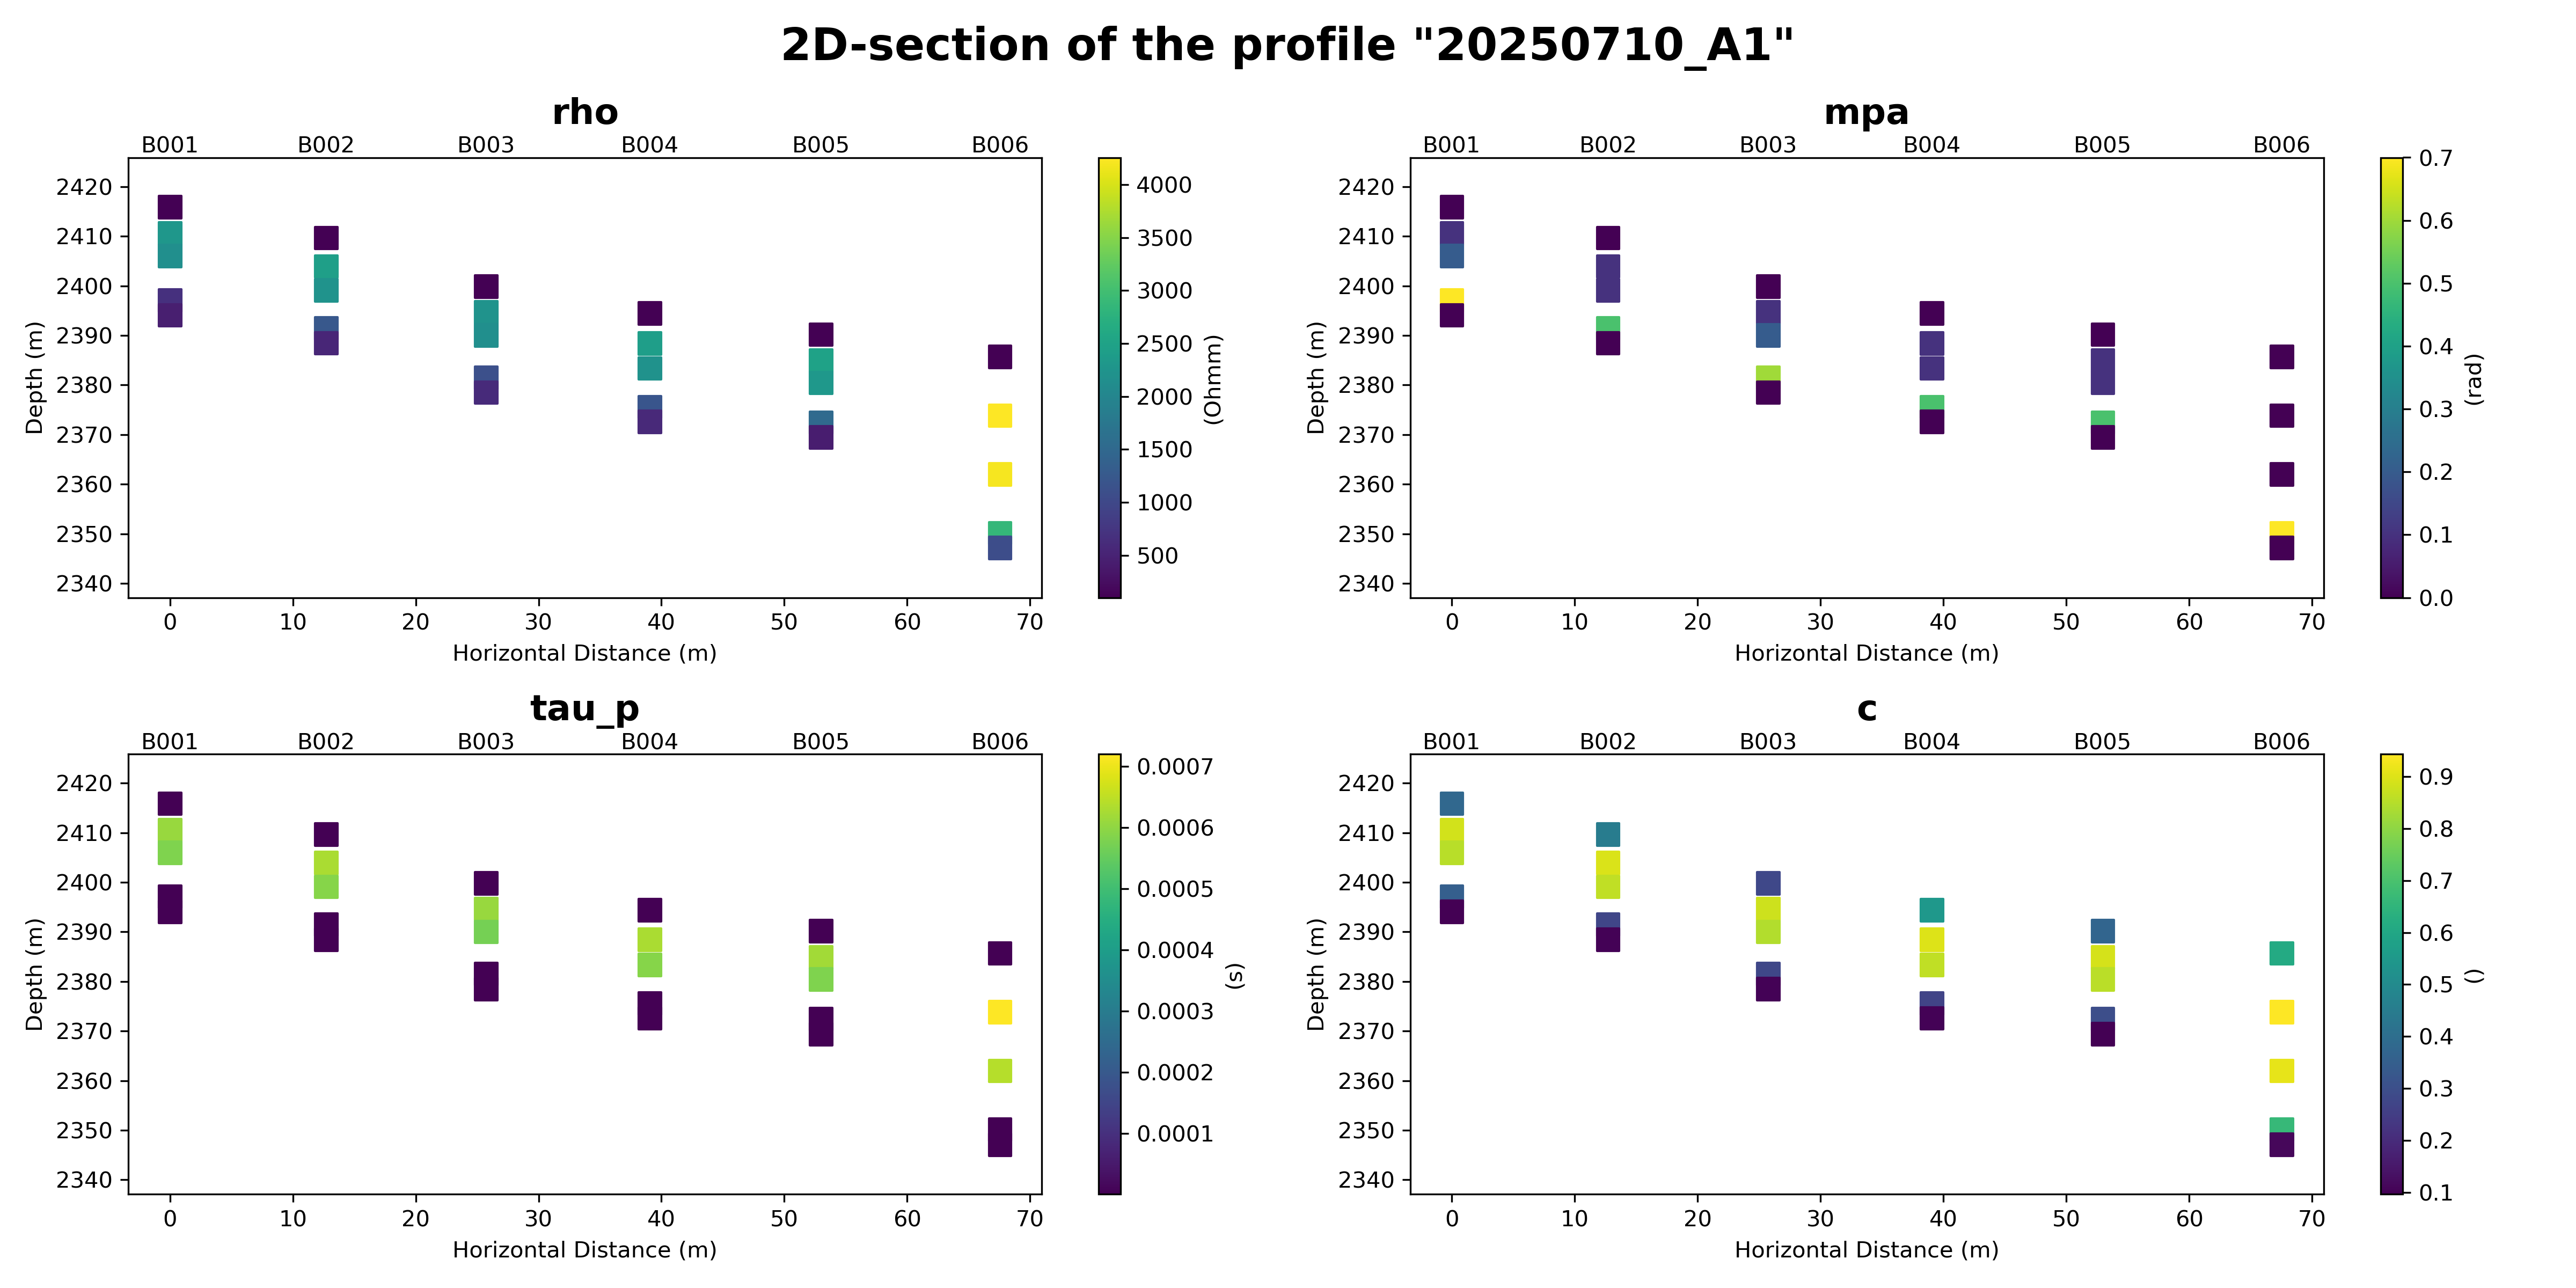 2D-section of the profile "20250710_A1"
rho
B001 B002 B003 B004 B005 B006
2420
2410
2400
2390
2380
2370
2360
2350
2340
Depth (m)
0 10 20 30 40 50 60 70
Horizontal Distance (m)
4000
3500
3000
2500
2000
1500
1000
500
(Ohmm)
mpa
B001 B002 B003 B004 B005 B006
2420
2410
2400
2390
2380
2370
2360
2350
2340
Depth (m)
0 10 20 30 40 50 60 70
Horizontal Distance (m)
0.7
0.6
0.5
0.4
0.3
0.2
0.1
0.0
(rad)
tau_p
B001 B002 B003 B004 B005 B006
2420
2410
2400
2390
2380
2370
2360
2350
2340
Depth (m)
0 10 20 30 40 50 60 70
Horizontal Distance (m)
0.0007
0.0006
0.0005
0.0004
0.0003
0.0002
0.0001
(s)
c
B001 B002 B003 B004 B005 B006
2420
2410
2400
2390
2380
2370
2360
2350
2340
Depth (m)
0 10 20 30 40 50 60 70
Horizontal Distance (m)
0.9
0.8
0.7
0.6
0.5
0.4
0.3
0.2
0.1
()